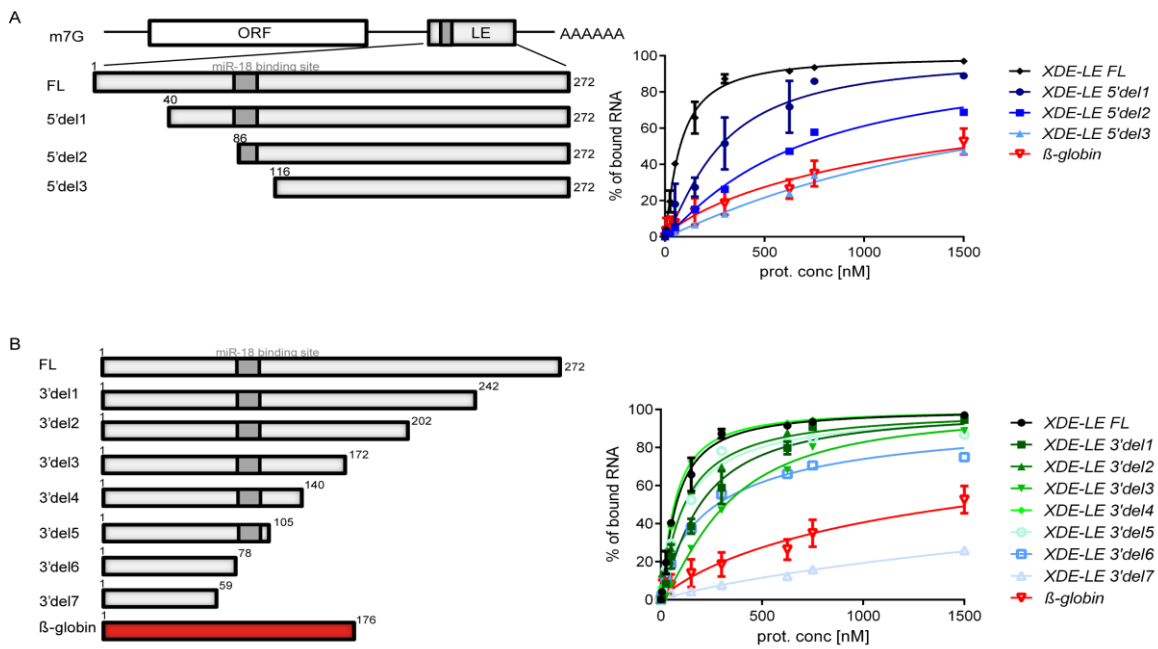 A
m7G
ORF
LE
AAAAAA
1
miR-18 binding site
FL
272
40
5'del1
272
86
5'del2
272
116
5'del3
272
% of bound RNA
100
80
60
40
20
0
0
500
1000
1500
prot. conc [nM]
XDE-LE FL
XDE-LE 5'del1
XDE-LE 5'del2
XDE-LE 5'del3
ß-globin
B
1
miR-18 binding site
FL
272
1
242
3'del1
1
202
3'del2
1
172
3'del3
1
140
3'del4
1
105
3'del5
1
78
3'del6
1
59
3'del7
1
176
ß-globin
% of bound RNA
100
80
60
40
20
0
0
500
1000
1500
prot. conc [nM]
XDE-LE FL
XDE-LE 3'del1
XDE-LE 3'del2
XDE-LE 3'del3
XDE-LE 3'del4
XDE-LE 3'del5
XDE-LE 3'del6
XDE-LE 3'del7
ß-globin